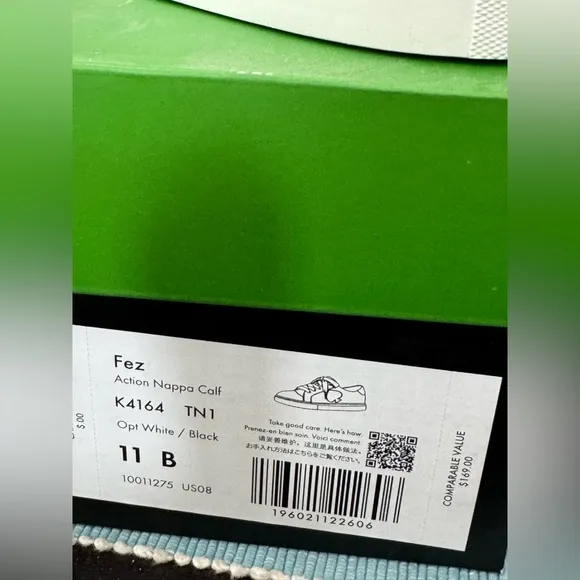 Fez
Action Nappa Calf
K4164 TN1
Opt White / Black
11 B
10011275 US08
Take good care. Here's how.
Prenez-en bien soin. Voici comment
请妥善维护。这里是具体做法。
お手入れ方法はこちらをご覧ください。
196021122606
COMPARABLE VALUE
$169.00